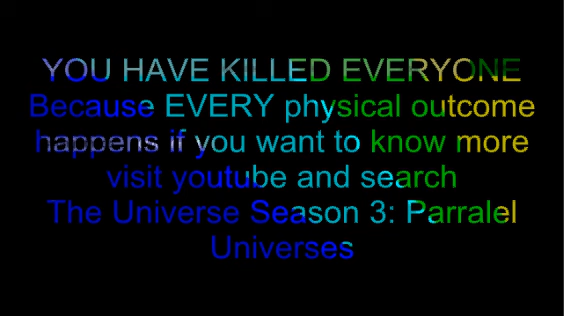 YOU HAVE KILLED EVERYONE
Because EVERY physical outcome
happens if you want to know more
visit youtube and search
The Universe Season 3: Parralel
Universes